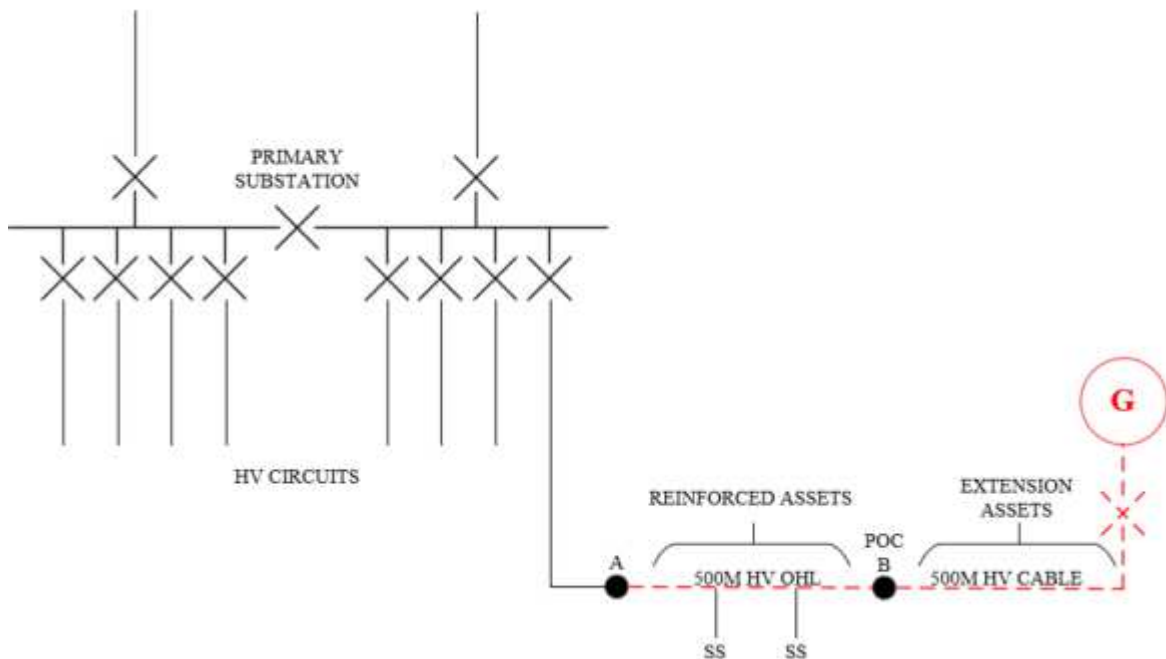 PRIMARY
SUBSTATION
HV CIRCUITS
REINFORCED ASSETS
EXTENSION
ASSETS
G
A
500M HV OHL
POC
B
500M HV CABLE
SS
SS